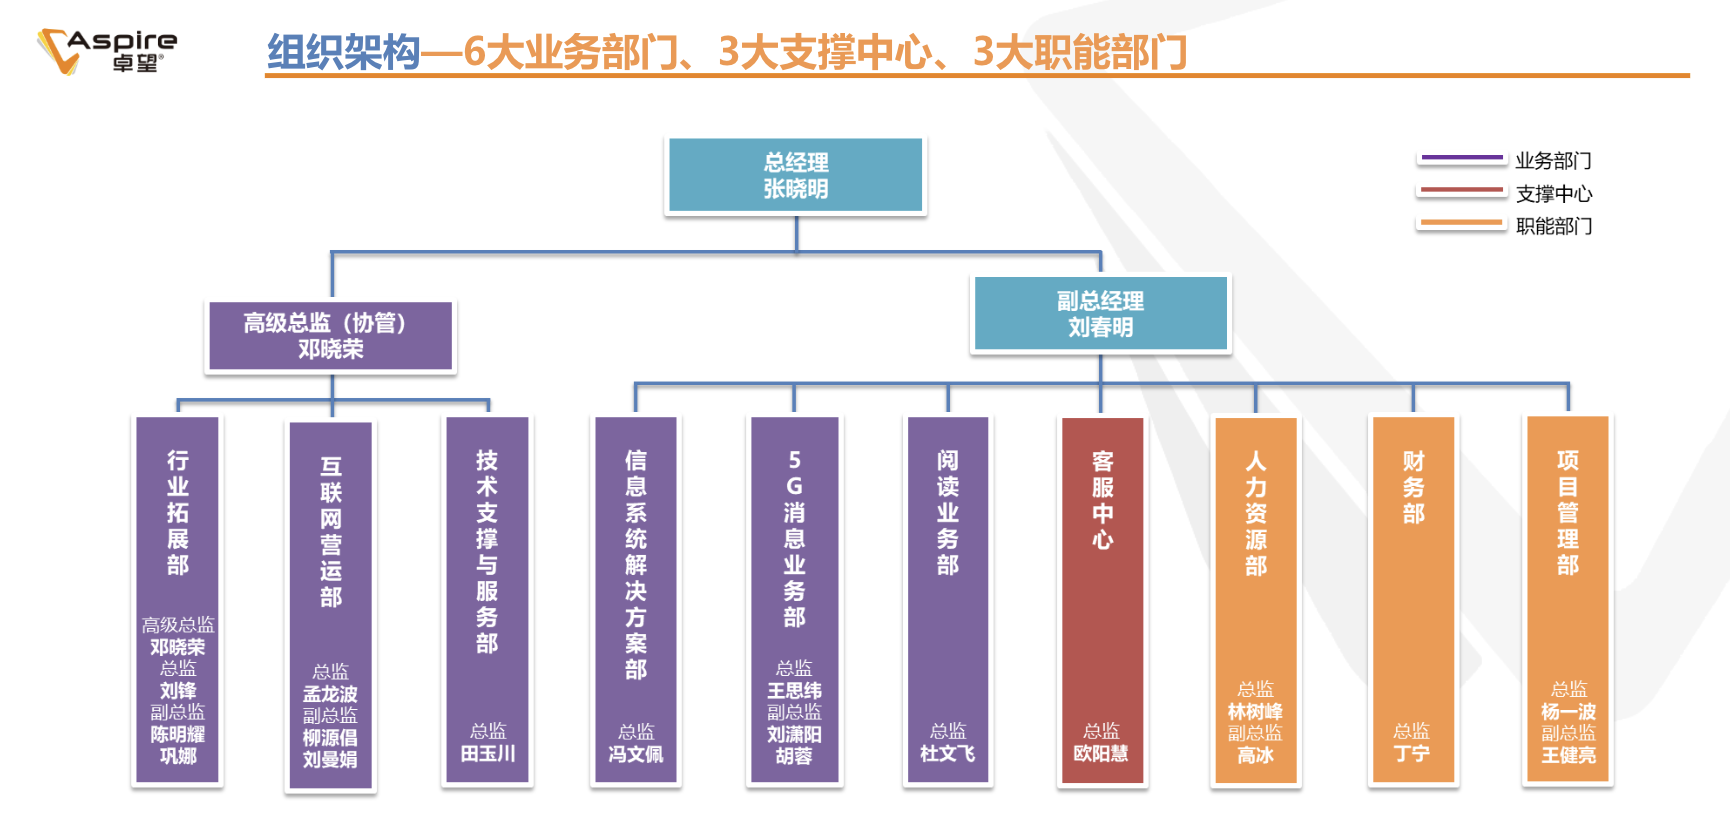 Aspire
卓望®
组织架构—6大业务部门、3大支撑中心、3大职能部门
业务部门
支撑中心
职能部门
总经理
张晓明
高级总监（协管）
邓晓荣
副总经理
刘春明
行业拓展部
高级总监
邓晓荣
总监
刘锋
副总监
陈明耀
巩娜
互联网营运部
总监
孟龙波
副总监
柳源倡
刘曼娟
技术支撑与服务部
总监
田玉川
信息系统解决方案部
总监
冯文佩
5G消息业务部
总监
王思纬
副总监
刘潇阳
胡蓉
阅读业务部
总监
杜文飞
客服中心
总监
欧阳慧
人力资源部
总监
林树峰
副总监
高冰
财务部
总监
丁宁
项目管理部
总监
杨一波
副总监
王健亮